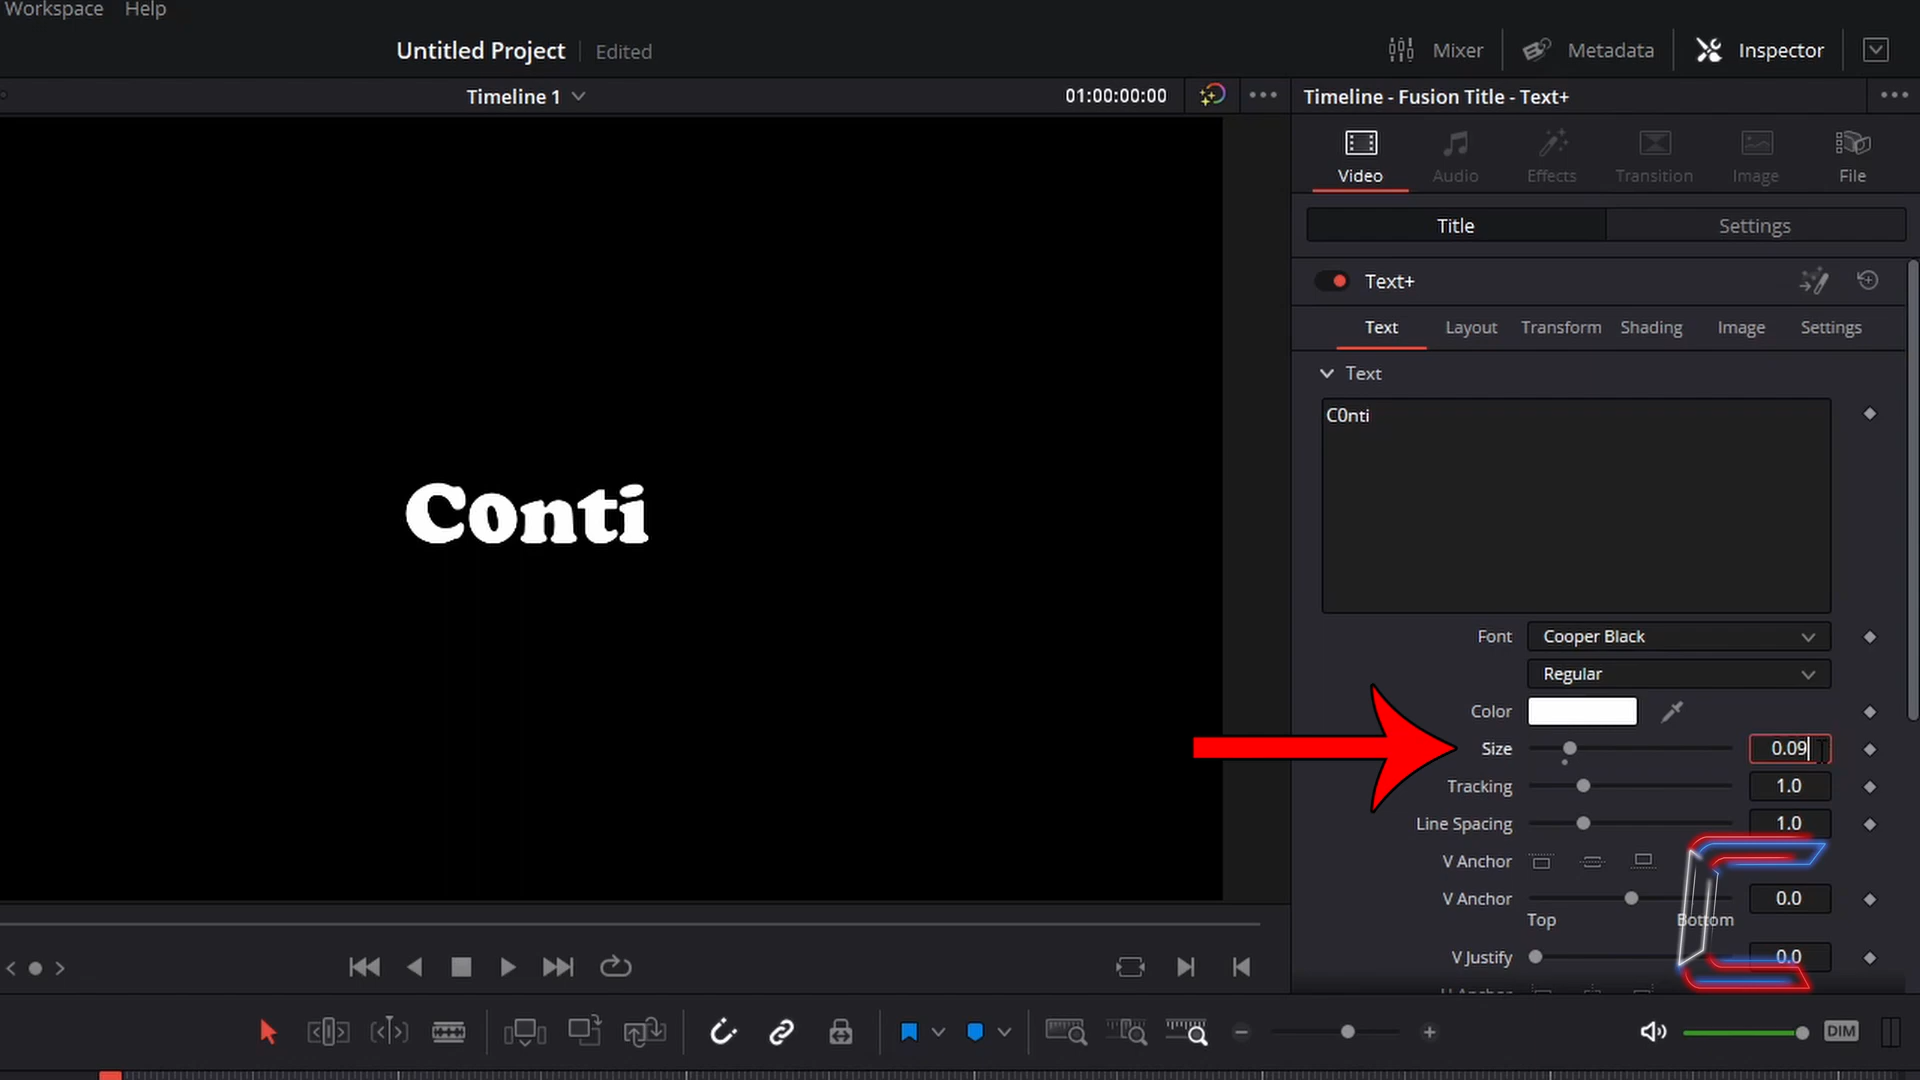 Workspace Help
Untitled Project Edited
Mixer Metadata Inspector
Timeline 1 01:00:00:00
Timeline - Fusion Title - Text+
Video Audio Effects Transition Image File
Title Settings
Text+
Text Layout Transform Shading Image Settings
Text
C0nti
C0nti
Font Cooper Black
Regular
Color
Size 0.09
Tracking 1.0
Line Spacing 1.0
V Anchor
V Anchor 0.0
Top Bottom
V Justify 0.0
DIM